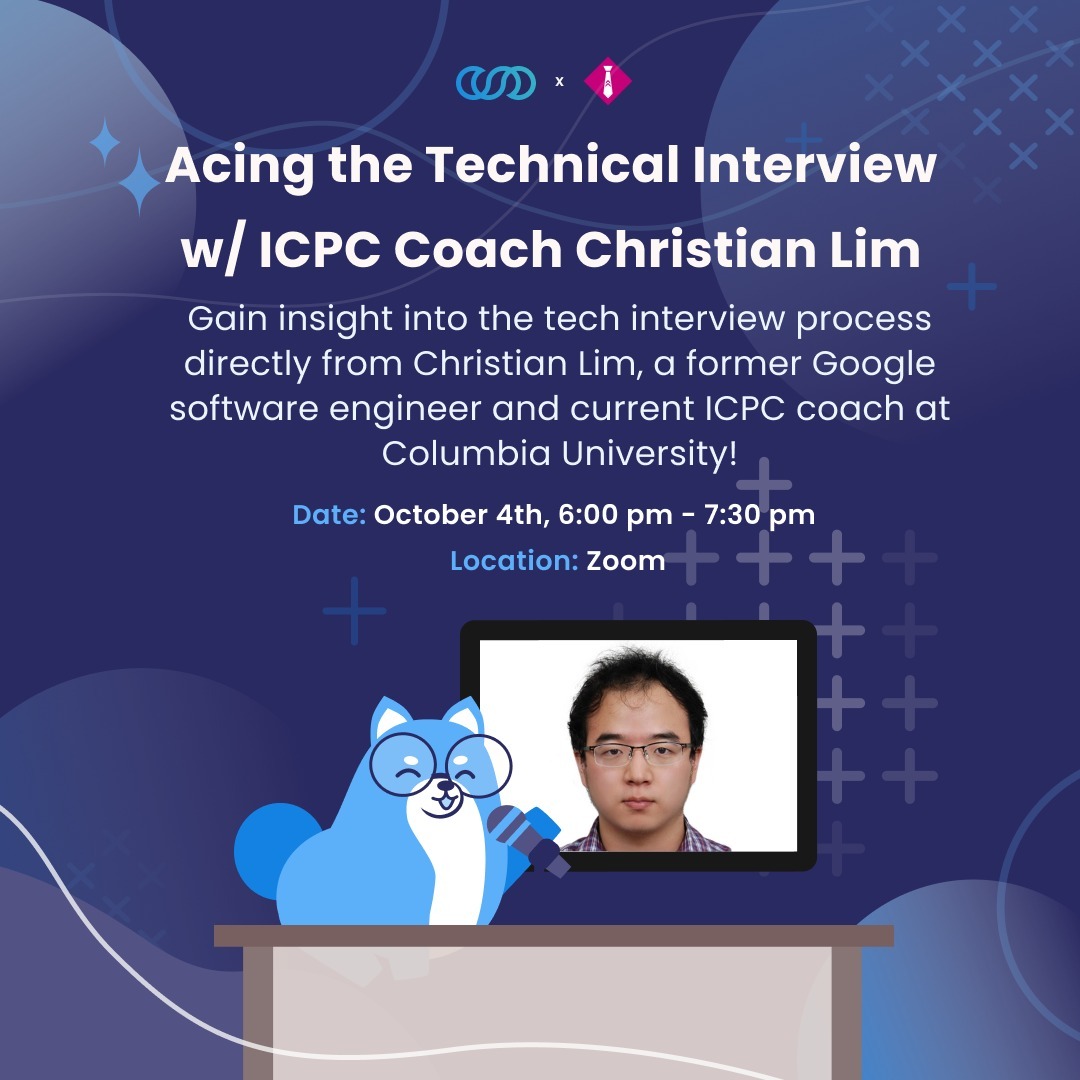 x
Acing the Technical Interview
w/ ICPC Coach Christian Lim
Gain insight into the tech interview process
directly from Christian Lim, a former Google
software engineer and current ICPC coach at
Columbia University!
Date: October 4th, 6:00 pm - 7:30 pm
Location: Zoom